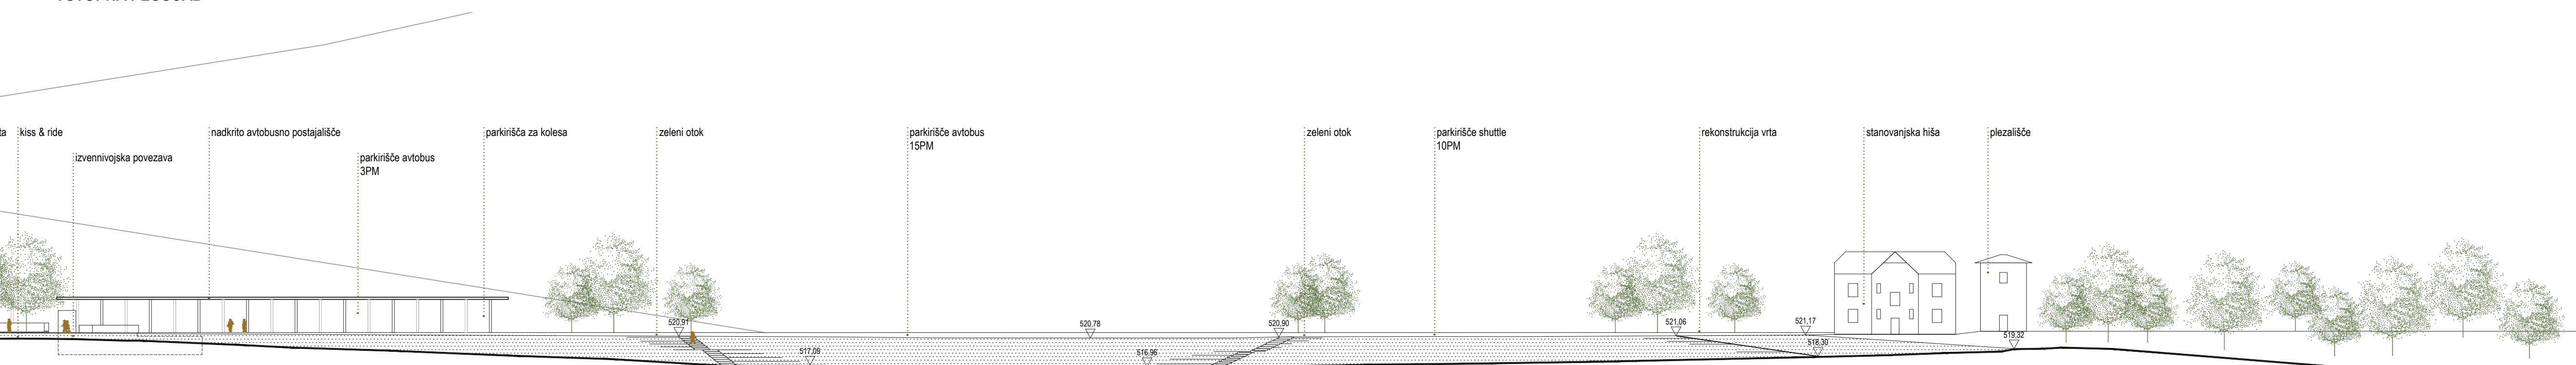 ta
kiss & ride
nadkrito avtobusno postajališče
parkirišča za kolesa
zeleni otok
parkirišče avtobus
15PM
zeleni otok
parkirišče shuttle
10PM
rekonstrukcija vrta
stanovanjska hiša
plezališče
izvennivojska povezava
parkirišče avtobus
3PM
520,91
520,78
520,90
521,06
521,17
519,32
517,09
516,96
518,30